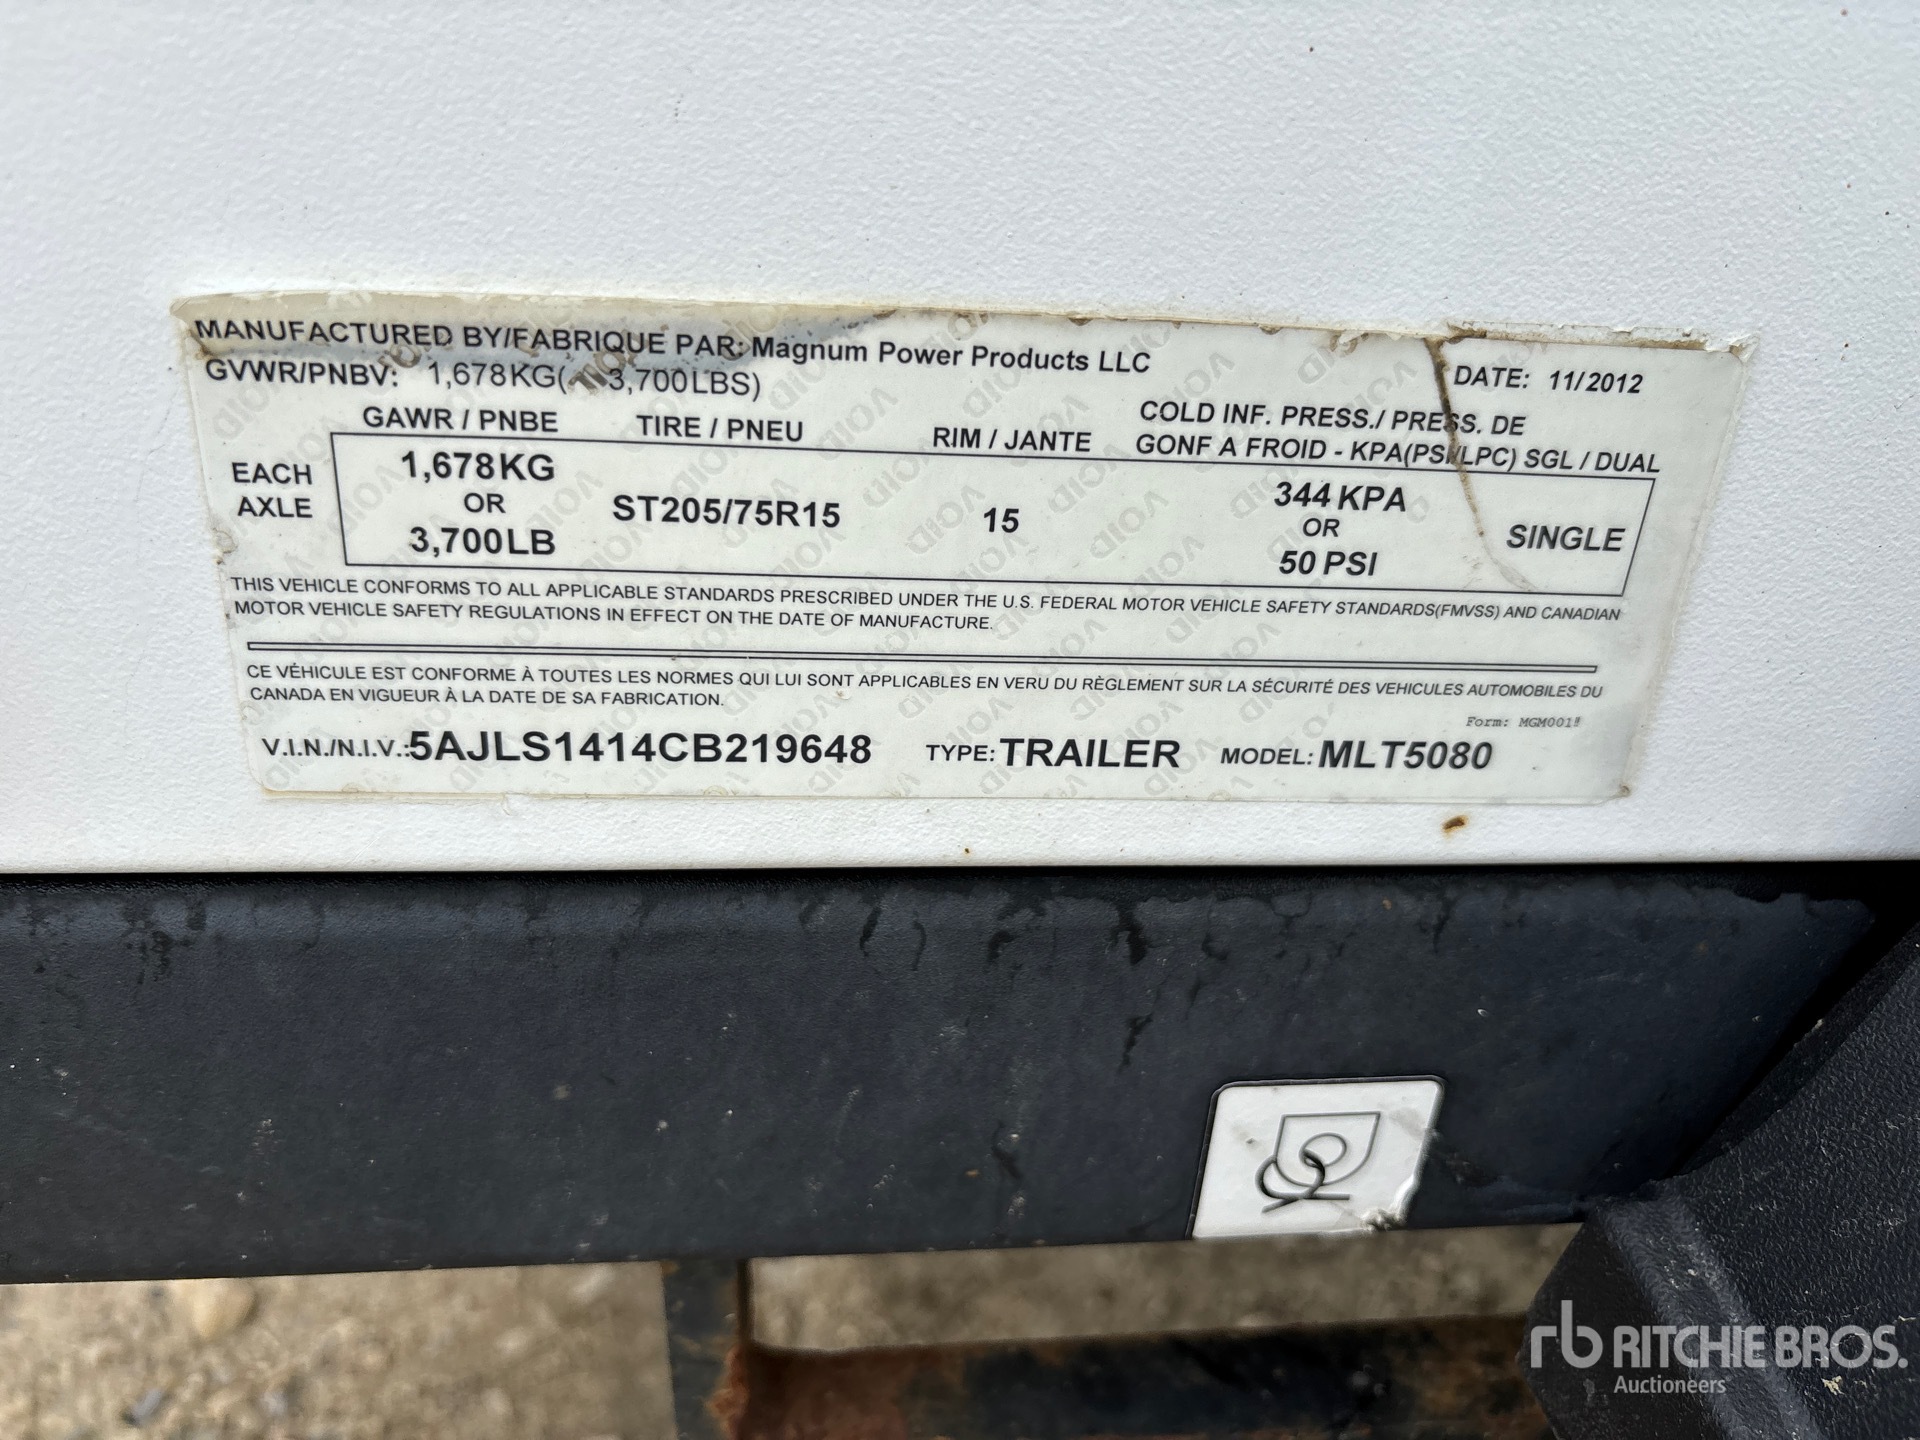 MANUFACTURED BY/FABRIQUE PAR: Magnum Power Products LLC
GVWR/PNBV: 1,678KG( 3,700LBS)
DATE: 11/2012
GAWR / PNBE TIRE / PNEU RIM / JANTE COLD INF. PRESS./ PRESS. DE
GONF A FROID - KPA(PSI/LPC) SGL / DUAL
EACH
AXLE
1,678KG
OR
3,700LB
ST205/75R15
15
344 KPA
OR
50 PSI
SINGLE
THIS VEHICLE CONFORMS TO ALL APPLICABLE STANDARDS PRESCRIBED UNDER THE U.S. FEDERAL MOTOR VEHICLE SAFETY STANDARDS(FMVSS) AND CANADIAN
MOTOR VEHICLE SAFETY REGULATIONS IN EFFECT ON THE DATE OF MANUFACTURE.
CE VÉHICULE EST CONFORME À TOUTES LES NORMES QUI LUI SONT APPLICABLES EN VERU DU RÈGLEMENT SUR LA SÉCURITÉ DES VEHICULES AUTOMOBILES DU
CANADA EN VIGUEUR À LA DATE DE SA FABRICATION.
Form: MGM001
V.I.N./N.I.V.:5AJLS1414CB219648 TYPE: TRAILER MODEL: MLT5080
rb RITCHIE BROS.
Auctioneers